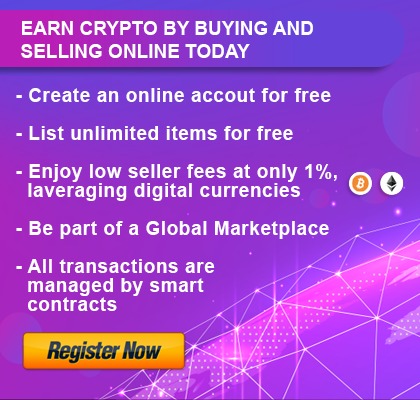 EARN CRYPTO BY BUYING AND
SELLING ONLINE TODAY
- Create an online accout for free
- List unlimited items for free
- Enjoy low seller fees at only 1%,
laveraging digital currencies
- Be part of a Global Marketplace
- All transactions are
managed by smart
contracts
Register Now